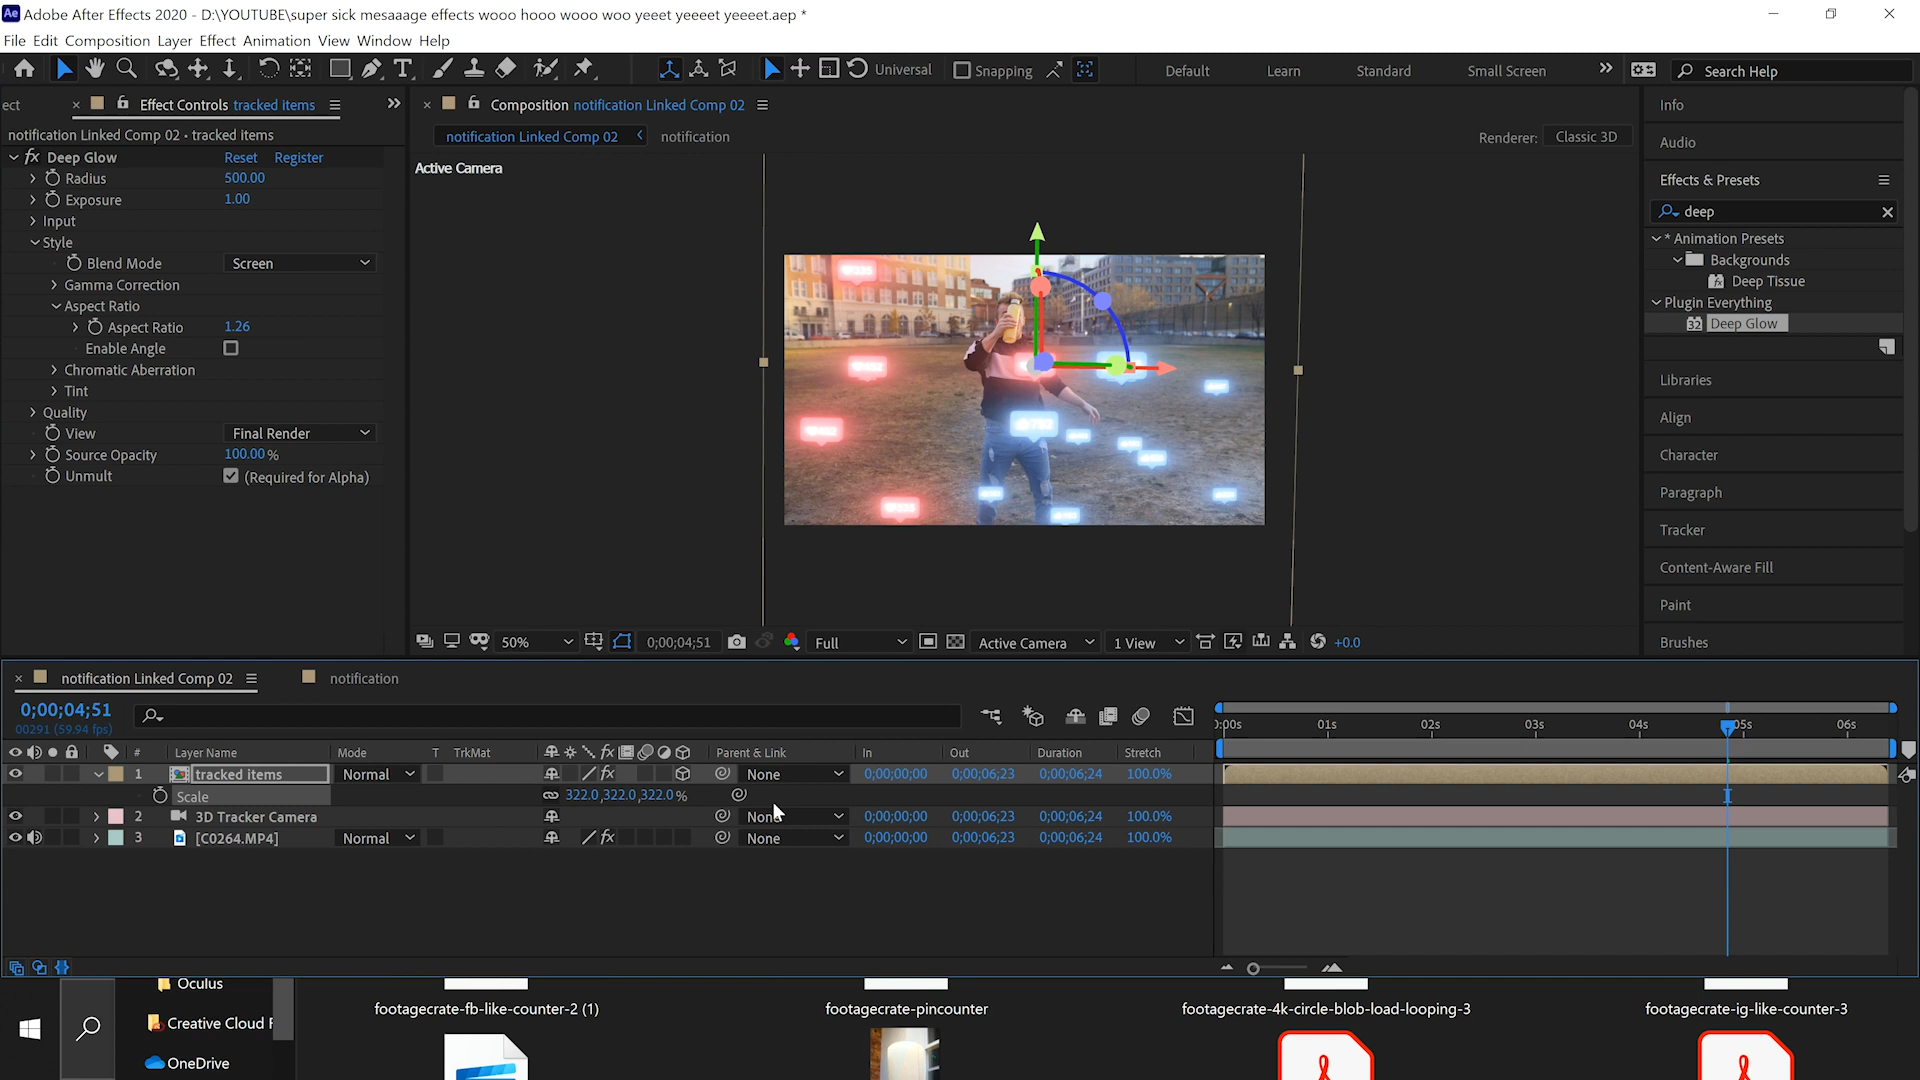 Ae Adobe After Effects 2020 - D:\YOUTUBE\super sick mesaaage effects wooo hooo wooo woo yeeet yeeeet yeeeet.aep *
File Edit Composition Layer Effect Animation View Window Help
Universal Snapping Default Learn Standard Small Screen Search Help
ect Effect Controls tracked items
Composition notification Linked Comp 02
Info
notification Linked Comp 02 • tracked items
notification Linked Comp 02 notification
Renderer: Classic 3D
Audio
fx Deep Glow Reset Register
Active Camera
Radius 500.00
Effects & Presets
Exposure 1.00
deep
Input
Style
* Animation Presets
Blend Mode Screen
Backgrounds
Gamma Correction
Deep Tissue
Aspect Ratio
Plugin Everything
Aspect Ratio 1.26
32 Deep Glow
Enable Angle
Chromatic Aberration
Libraries
Tint
Quality
Align
View Final Render
Character
Source Opacity 100.00 %
Unmult (Required for Alpha)
Paragraph
Tracker
Content-Aware Fill
Paint
Brushes
50% 0;00;04;51 Full Active Camera 1 View +0.0
notification Linked Comp 02 notification
0;00;04;51
00291 (59.94 fps)
0:00s 01s 02s 03s 04s 05s 06s
# Layer Name Mode T TrkMat fx Parent & Link In Out Duration Stretch
1 tracked items Normal fx None 0;00;00;00 0;00;06;23 0;00;06;24 100.0%
Scale 322.0,322.0,322.0 %
2 3D Tracker Camera None 0;00;00;00 0;00;06;23 0;00;06;24 100.0%
3 [C0264.MP4] Normal fx None 0;00;00;00 0;00;06;23 0;00;06;24 100.0%
Oculus
footagecrate-fb-like-counter-2 (1) footagecrate-pincounter footagecrate-4k-circle-blob-load-looping-3 footagecrate-ig-like-counter-3
Creative Cloud F
OneDrive